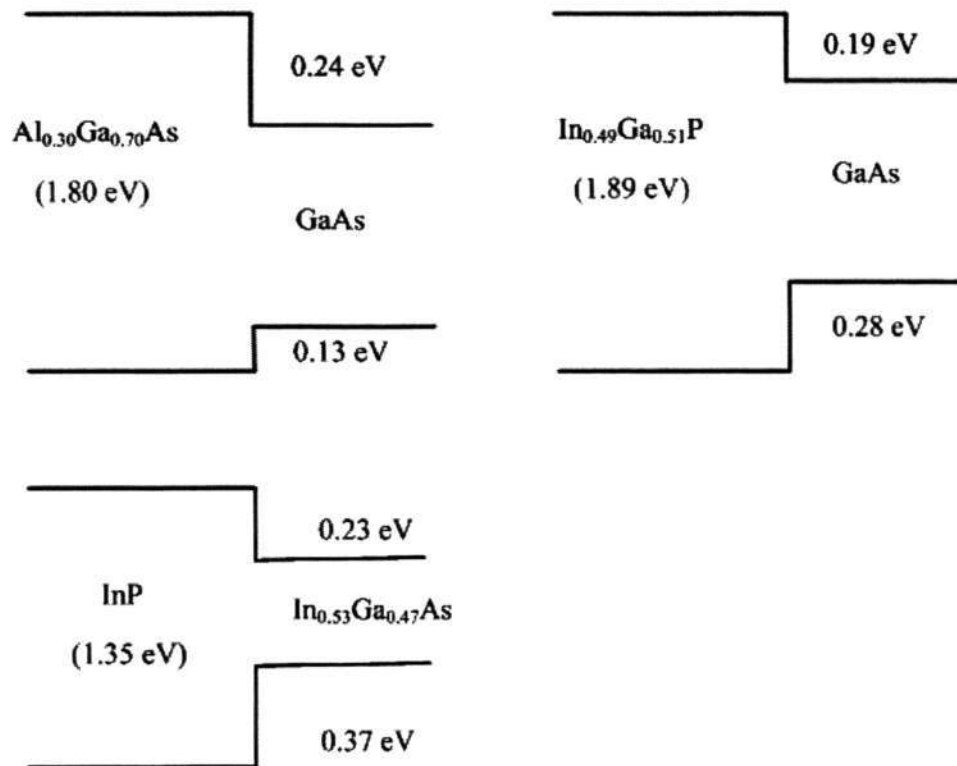 0.24 eV
Al₀.₃₀Ga₀.₇₀As
(1.80 eV)
GaAs
0.13 eV
0.19 eV
In₀.₄₉Ga₀.₅₁P
(1.89 eV)
GaAs
0.28 eV
0.23 eV
InP
In₀.₅₃Ga₀.₄₇As
(1.35 eV)
0.37 eV